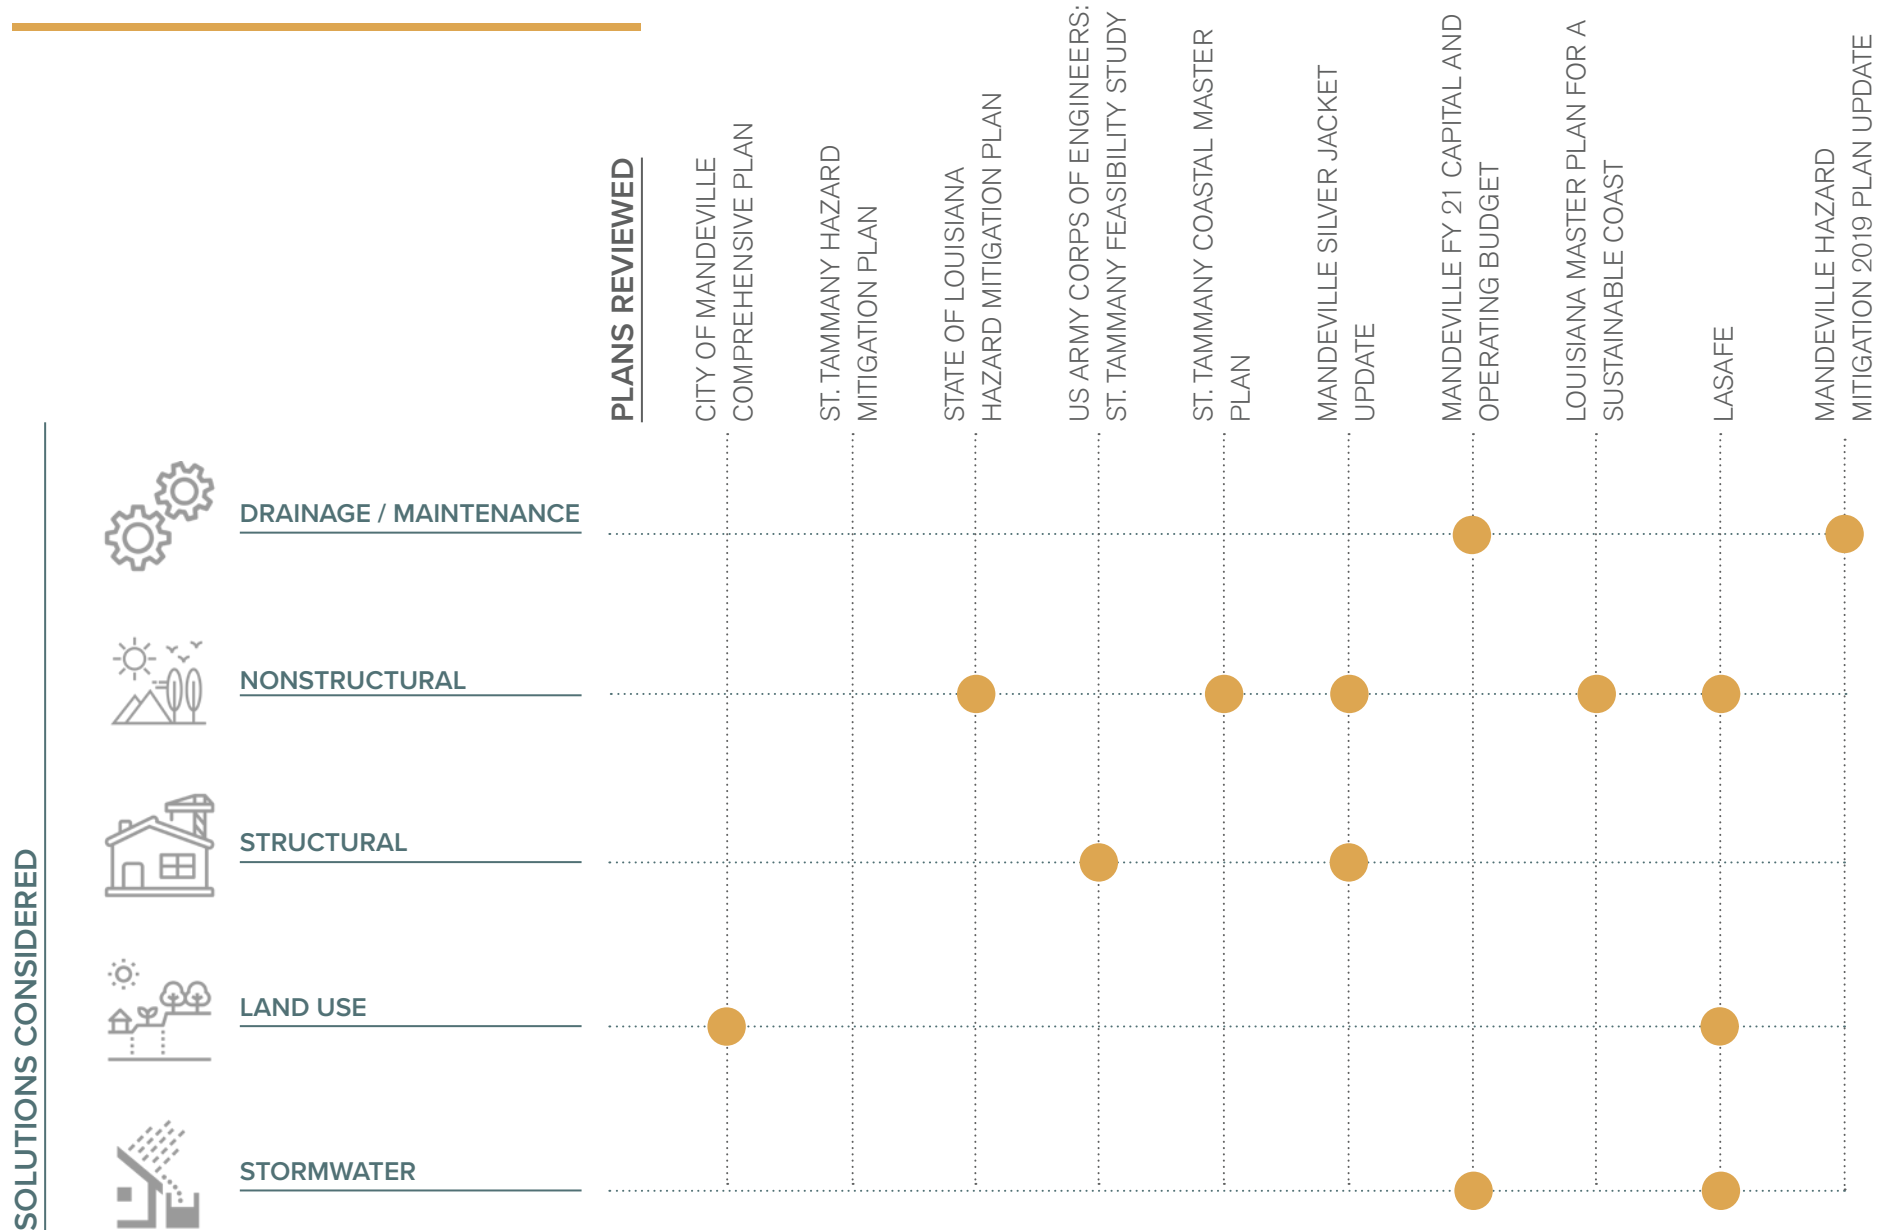 PLANS REVIEWED
CITY OF MANDEVILLE
COMPREHENSIVE PLAN
ST. TAMMANY HAZARD
MITIGATION PLAN
STATE OF LOUISIANA
HAZARD MITIGATION PLAN
US ARMY CORPS OF ENGINEERS:
ST. TAMMANY FEASIBILITY STUDY
ST. TAMMANY COASTAL MASTER
PLAN
MANDEVILLE SILVER JACKET
UPDATE
MANDEVILLE FY 21 CAPITAL AND
OPERATING BUDGET
LOUISIANA MASTER PLAN FOR A
SUSTAINABLE COAST
LASAFE
MANDEVILLE HAZARD
MITIGATION 2019 PLAN UPDATE
SOLUTIONS CONSIDERED
DRAINAGE / MAINTENANCE
NONSTRUCTURAL
STRUCTURAL
LAND USE
STORMWATER